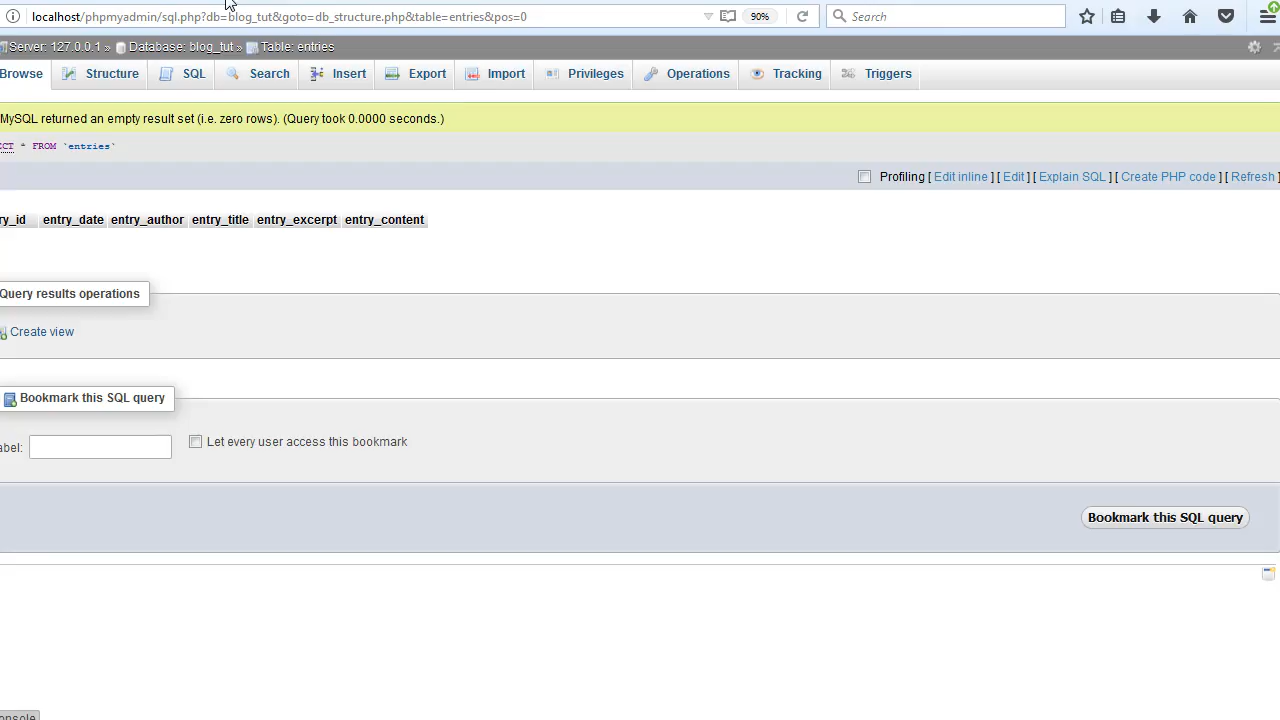 localhost/phpmyadmin/sql.php?db=blog_tut&goto=db_structure.php&table=entries&pos=0 90% Search
Server: 127.0.0.1 » Database: blog_tut » Table: entries
Browse Structure SQL Search Insert Export Import Privileges Operations Tracking Triggers
MySQL returned an empty result set (i.e. zero rows). (Query took 0.0000 seconds.)
ECT * FROM `entries`
Profiling [ Edit inline ] [ Edit ] [ Explain SQL ] [ Create PHP code ] [ Refresh ]
ry_id entry_date entry_author entry_title entry_excerpt entry_content
Query results operations
Create view
Bookmark this SQL query
abel: Let every user access this bookmark
Bookmark this SQL query
onsole